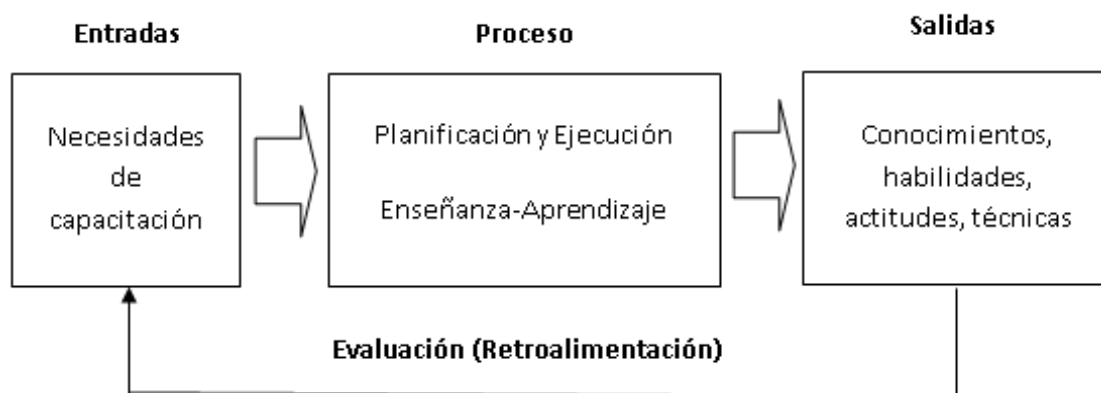 Entradas
Proceso
Salidas
Necesidades
de
capacitación
Planificación y Ejecución
Enseñanza-Aprendizaje
Conocimientos,
habilidades,
actitudes, técnicas
Evaluación (Retroalimentación)